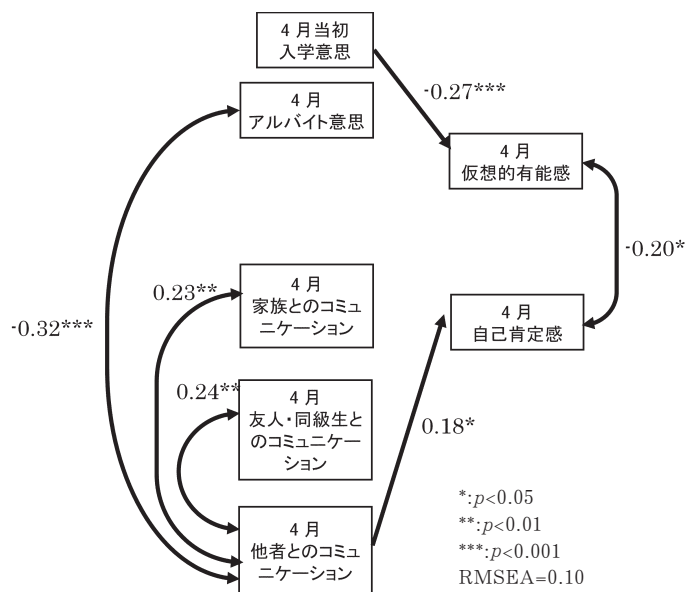 4 月当初
入学意思
-0.27***
4 月
アルバイト意思
4 月
仮想的有能感
-0.20*
4 月
家族とのコミュ
ニケーション
0.23**
-0.32***
4 月
自己肯定感
4 月
友人・同級生と
のコミュニケー
ション
0.24**
0.18*
4 月
他者とのコミュ
ニケーション
*:p<0.05
**:p<0.01
***:p<0.001
RMSEA=0.10